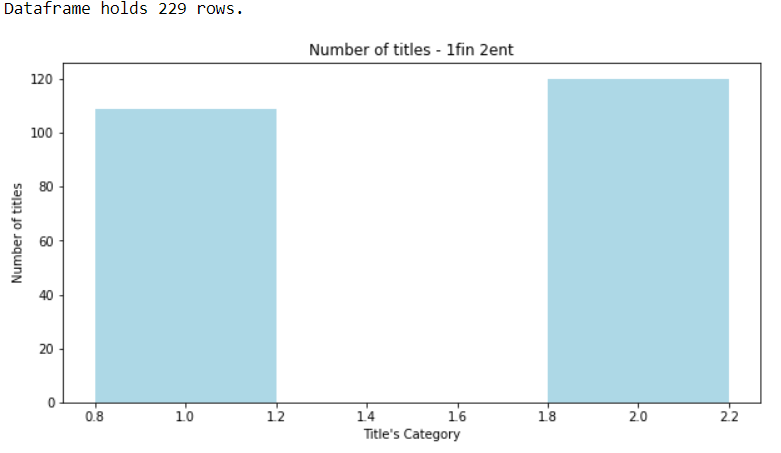 Dataframe holds 229 rows.
Number of titles - 1fin 2ent
120
100
80
60
40
20
0
Number of titles
0.8 1.0 1.2 1.4 1.6 1.8 2.0 2.2
Title's Category